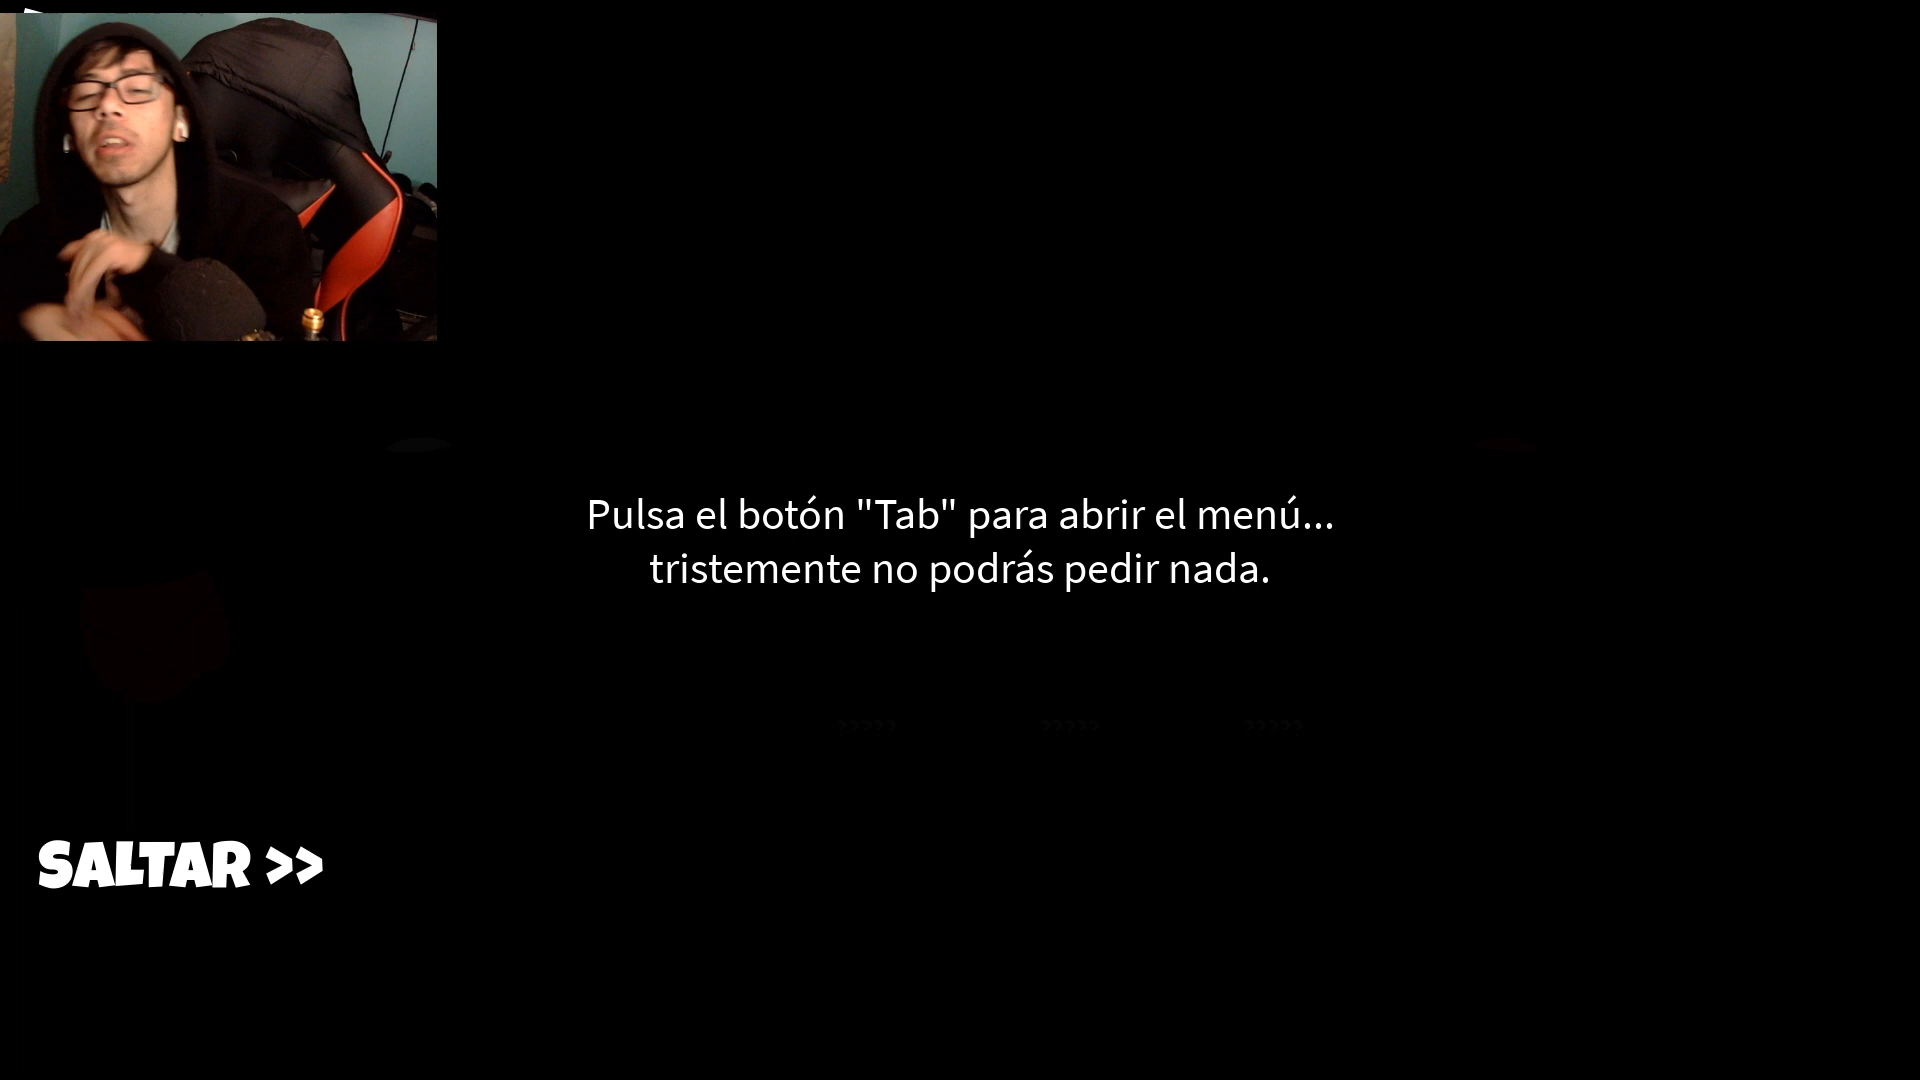 Pulsa el botón "Tab" para abrir el menú...
tristemente no podrás pedir nada.
????? ????? ?????
SALTAR >>